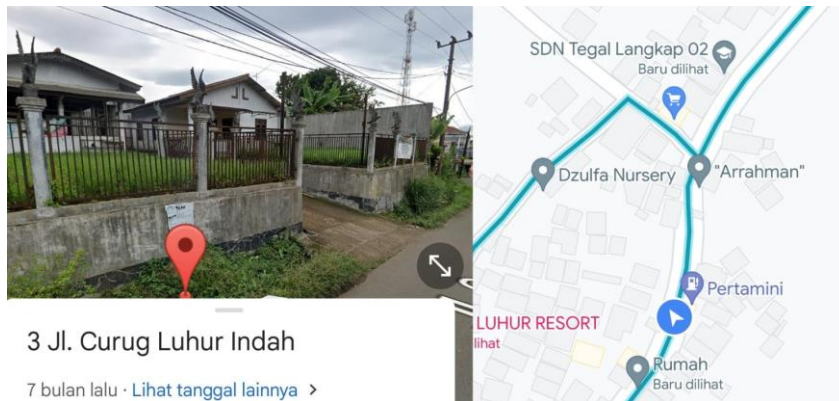 3 Jl. Curug Luhur Indah
7 bulan lalu · Lihat tanggal lainnya >
SDN Tegal Langkap 02
Baru dilihat
Dzulfa Nursery
"Arrahman"
Pertamini
LUHUR RESORT
lihat
Rumah
Baru dilihat